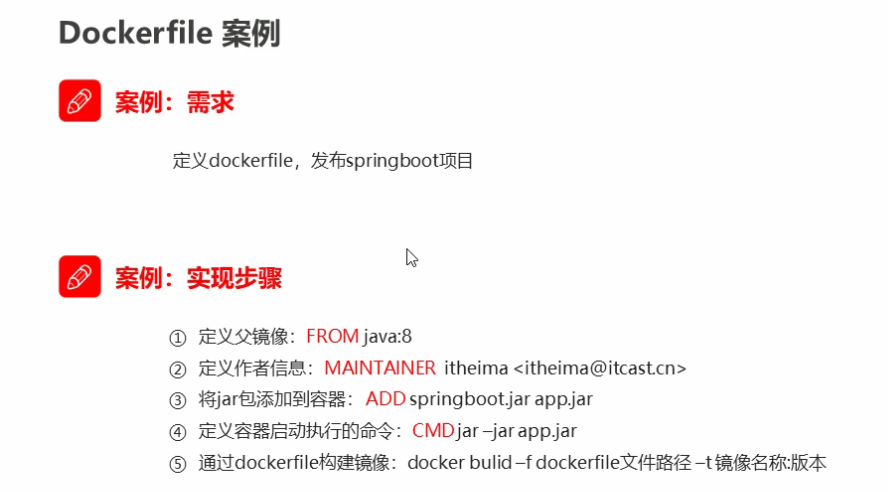 Dockerfile 案例
案例：需求
定义dockerfile，发布springboot项目
案例：实现步骤
① 定义父镜像：FROM java:8
② 定义作者信息：MAINTAINER itheima <itheima@itcast.cn>
③ 将jar包添加到容器：ADD springboot.jar app.jar
④ 定义容器启动执行的命令：CMD jar –jar app.jar
⑤ 通过dockerfile构建镜像：docker bulid –f dockerfile文件路径 –t 镜像名称:版本